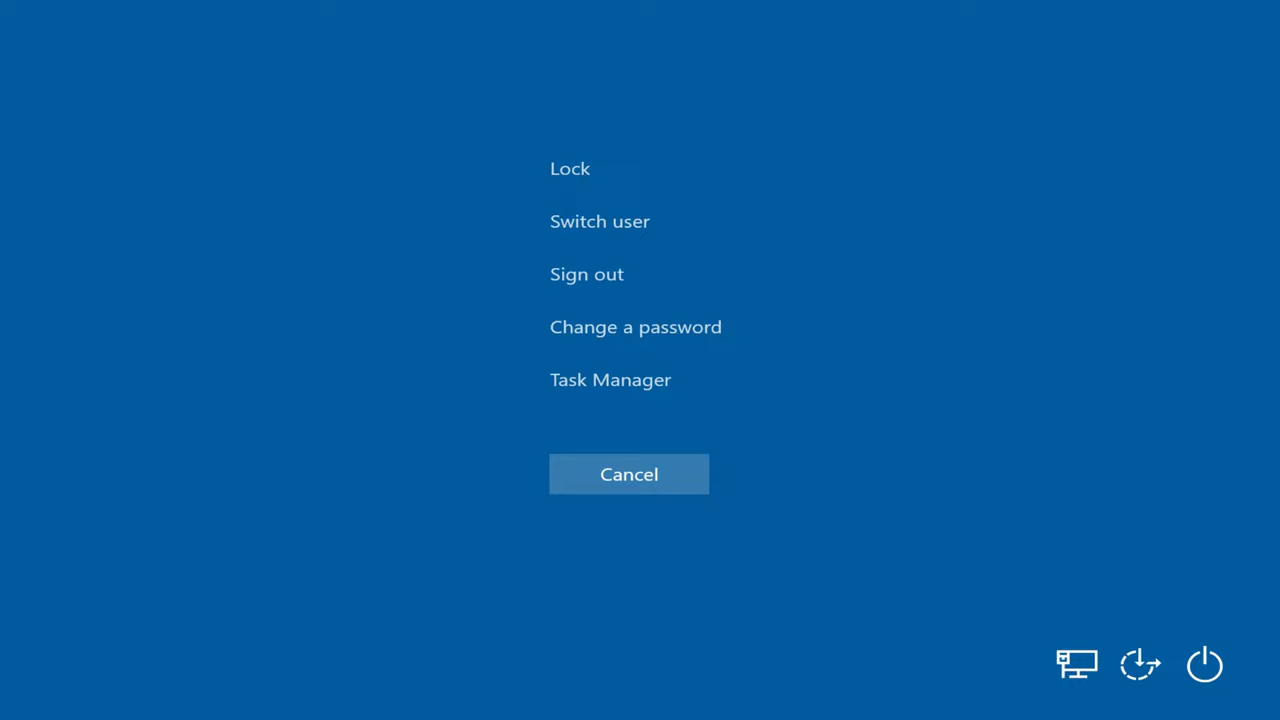 Lock
Switch user
Sign out
Change a password
Task Manager
Cancel